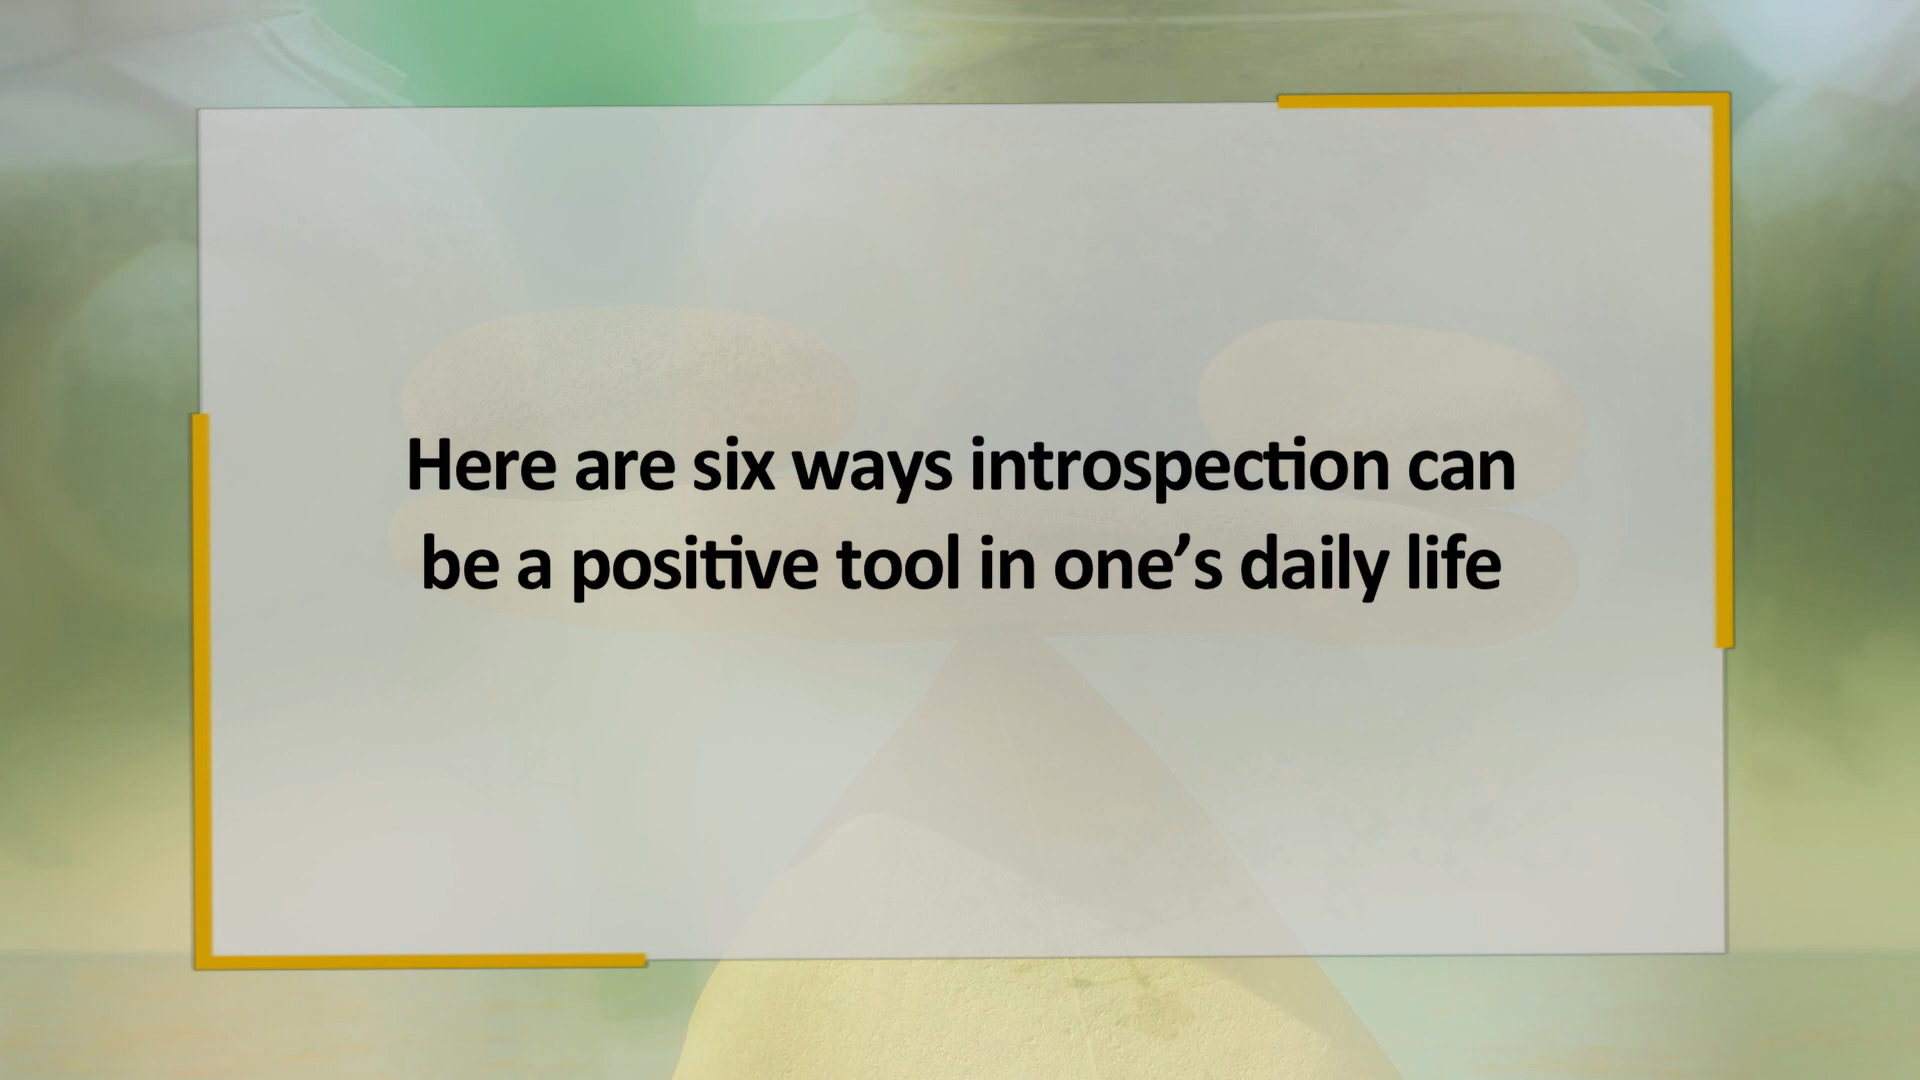 Here are six ways introspection can
be a positive tool in one’s daily life